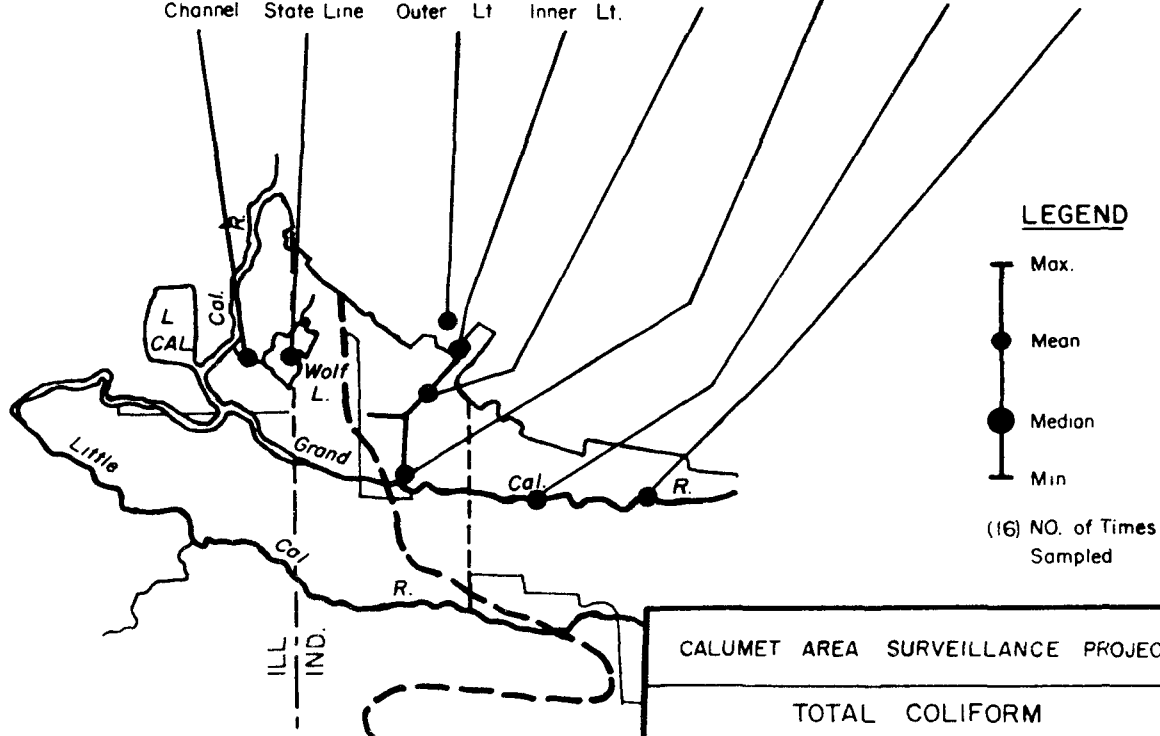 Channel State Line Outer Lt Inner Lt.
R.
Cal.
L
CAL
Wolf
L.
Grand
Little
Cal.
R.
Cal
R.
ILL
IND.
LEGEND
Max.
Mean
Median
Min
(16) NO. of Times
Sampled
CALUMET AREA SURVEILLANCE PROJEC
TOTAL COLIFORM